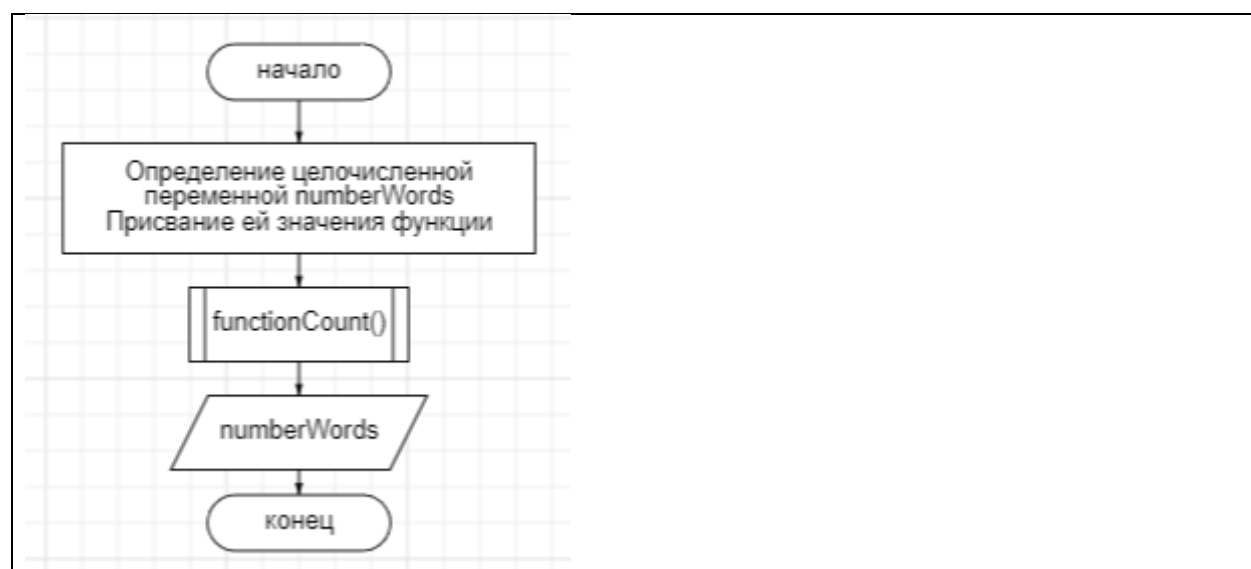 начало
Определение целочисленной
переменной numberWords
Присвание ей значения функции
functionCount()
numberWords
конец